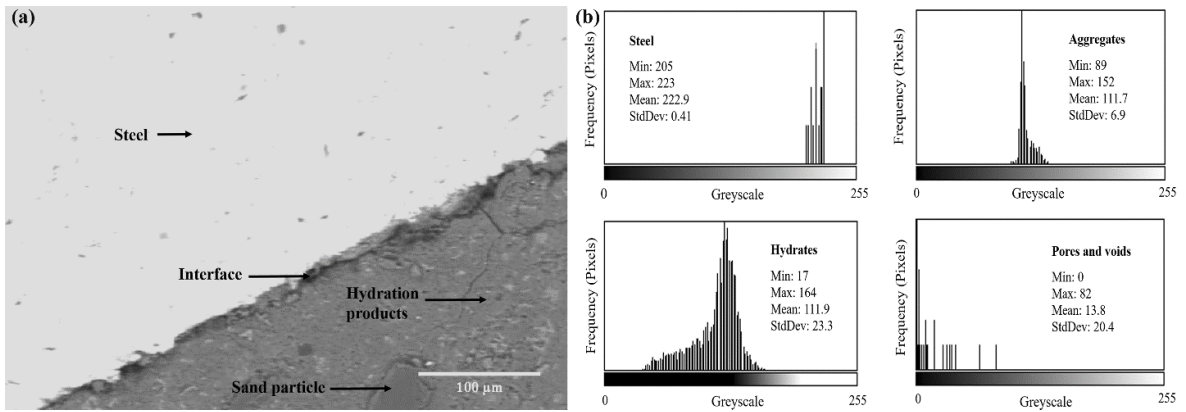 (a)
Steel
Interface
Hydration
products
Sand particle
100 µm
(b)
Frequency (Pixels)
Steel
Min: 205
Max: 223
Mean: 222.9
StdDev: 0.41
0
Greyscale
255
Frequency (Pixels)
Aggregates
Min: 89
Max: 152
Mean: 111.7
StdDev: 6.9
0
Greyscale
255
Frequency (Pixels)
Hydrates
Min: 17
Max: 164
Mean: 111.9
StdDev: 23.3
0
Greyscale
255
Frequency (Pixels)
Pores and voids
Min: 0
Max: 82
Mean: 13.8
StdDev: 20.4
0
Greyscale
255